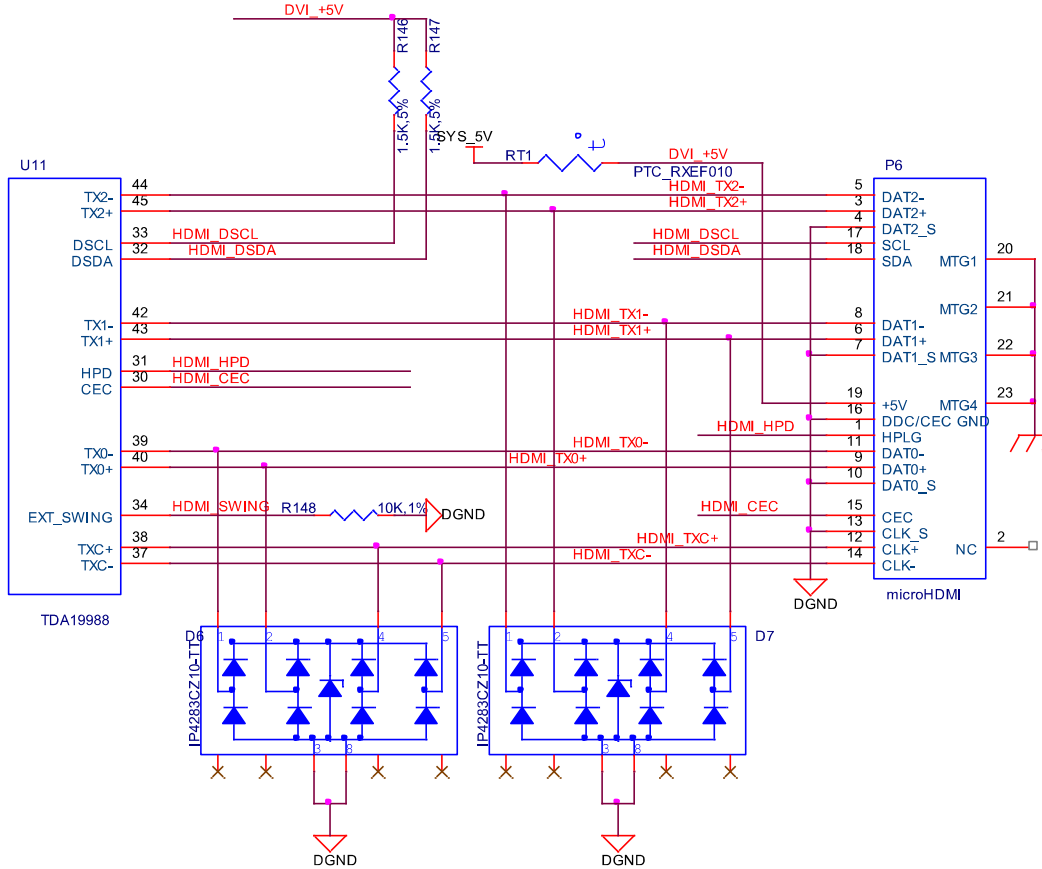 DVI_+5V
R146
R147
1.5K,5%
1.5K,5%
SYS_5V
RT1
t
DVI_+5V
PTC_RXEF010
U11
P6
44
TX2-
HDMI_TX2-
5
DAT2-
45
TX2+
HDMI_TX2+
3
DAT2+
4
DAT2_S
33
DSCL
HDMI_DSCL
HDMI_DSCL
17
SCL
32
DSDA
HDMI_DSDA
HDMI_DSDA
18
SDA
MTG1
20
MTG2
21
42
TX1-
HDMI_TX1-
8
DAT1-
43
TX1+
HDMI_TX1+
6
DAT1+
7
DAT1_S
MTG3
22
31
HPD
HDMI_HPD
30
CEC
HDMI_CEC
19
+5V
MTG4
23
16
DDC/CEC GND
HDMI_HPD
1
HPLG
39
TX0-
HDMI_TX0-
11
DAT0-
40
TX0+
HDMI_TX0+
9
DAT0+
10
DAT0_S
34
EXT_SWING
HDMI_SWING
R148
10K,1%
DGND
HDMI_CEC
15
CEC
13
CLK_S
38
TXC+
HDMI_TXC+
12
CLK+
NC
2
37
TXC-
HDMI_TXC-
14
CLK-
DGND
microHDMI
TDA19988
D6
1
2
4
5
IP4283CZ10-TT
3
8
DGND
D7
1
2
4
5
IP4283CZ10-TT
3
8
DGND